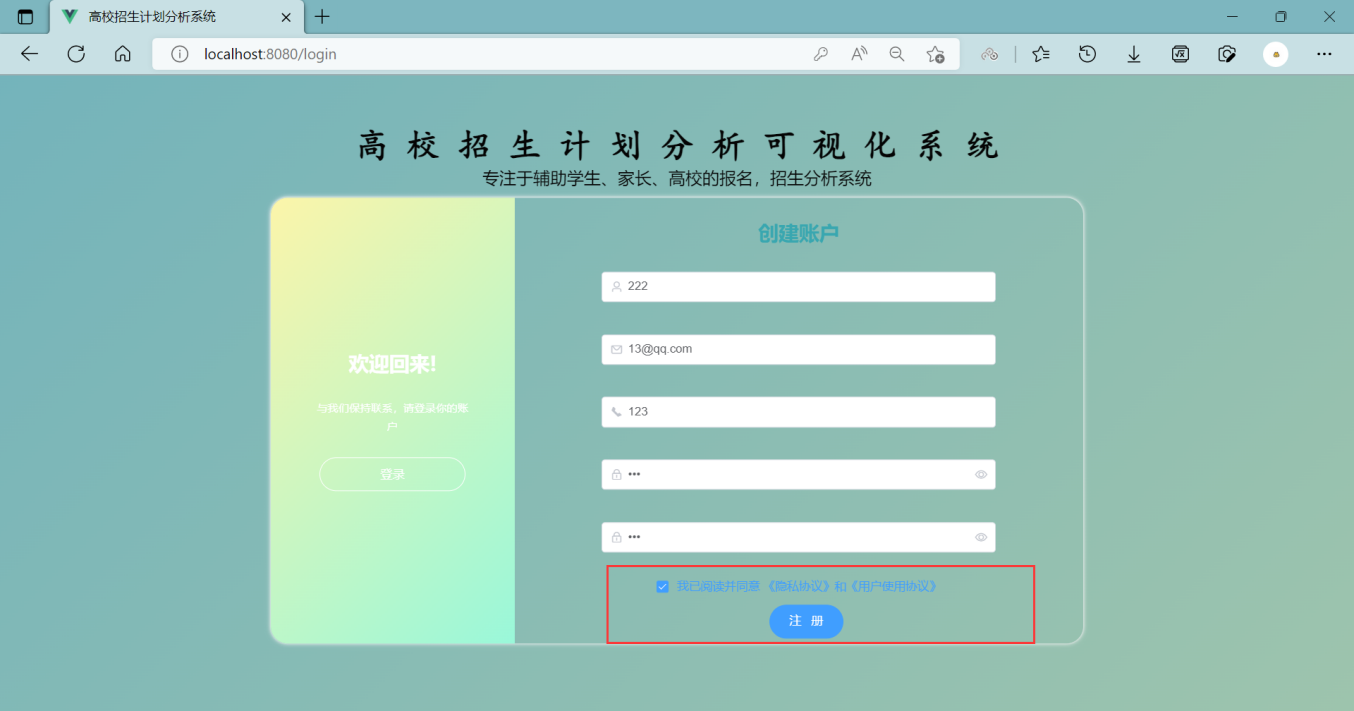 高校招生计划分析系统
localhost:8080/login
高校招生计划分析可视化系统
专注于辅助学生、家长、高校的报名，招生分析系统
欢迎回来!
与我们保持联系，请登录你的账
户
登录
创建账户
222
13@qq.com
123
•••
•••
我已阅读并同意 《隐私协议》和《用户使用协议》
注 册